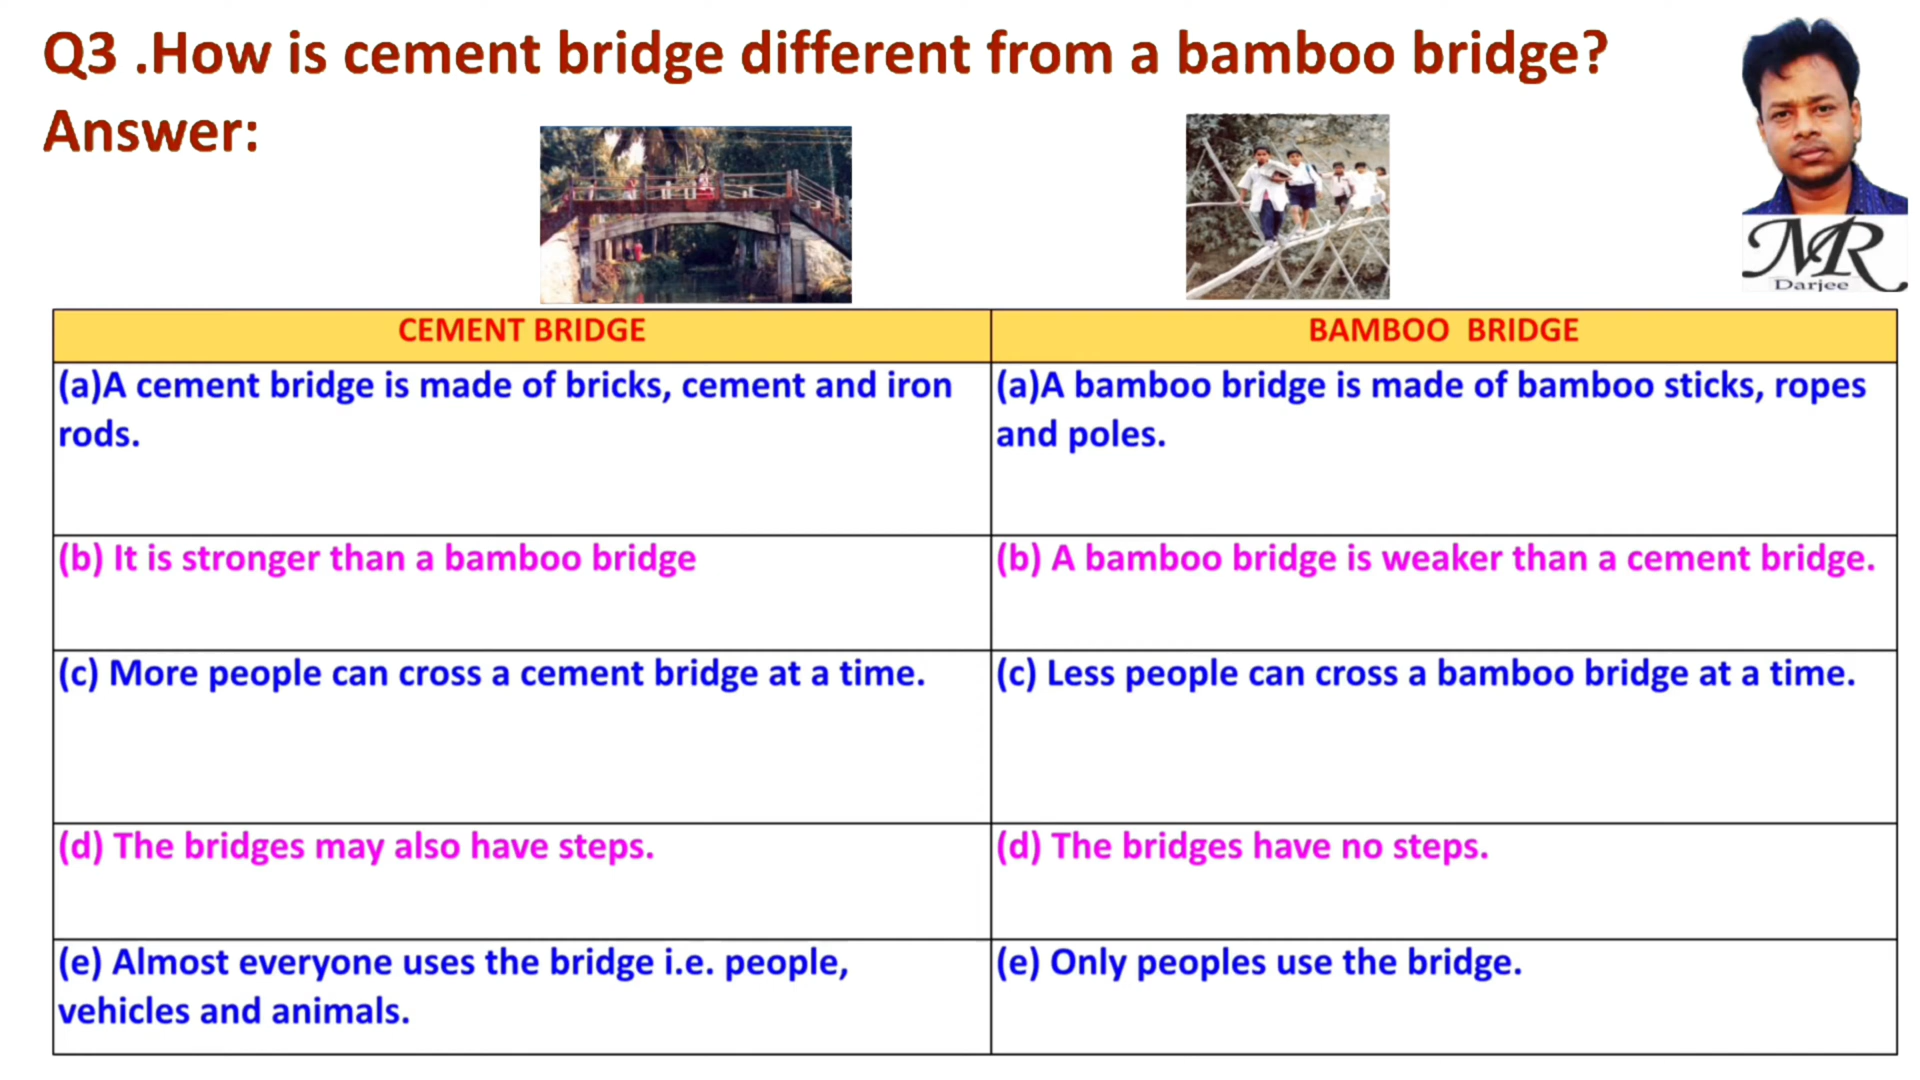 Q3 .How is cement bridge different from a bamboo bridge?
Answer:
MR
Darjee
CEMENT BRIDGE
BAMBOO BRIDGE
(a)A cement bridge is made of bricks, cement and iron
rods.
(a)A bamboo bridge is made of bamboo sticks, ropes
and poles.
(b) It is stronger than a bamboo bridge
(b) A bamboo bridge is weaker than a cement bridge.
(c) More people can cross a cement bridge at a time.
(c) Less people can cross a bamboo bridge at a time.
(d) The bridges may also have steps.
(d) The bridges have no steps.
(e) Almost everyone uses the bridge i.e. people,
vehicles and animals.
(e) Only peoples use the bridge.